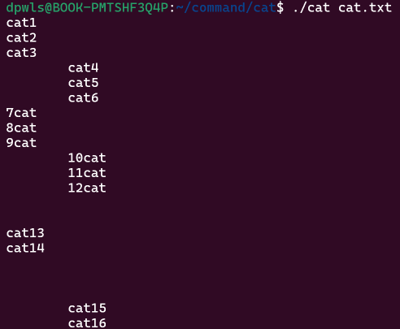 dpwls@BOOK-PMTSHF3Q4P:~/command/cat$ ./cat cat.txt
cat1
cat2
cat3
cat4
cat5
cat6
7cat
8cat
9cat
10cat
11cat
12cat
cat13
cat14
cat15
cat16